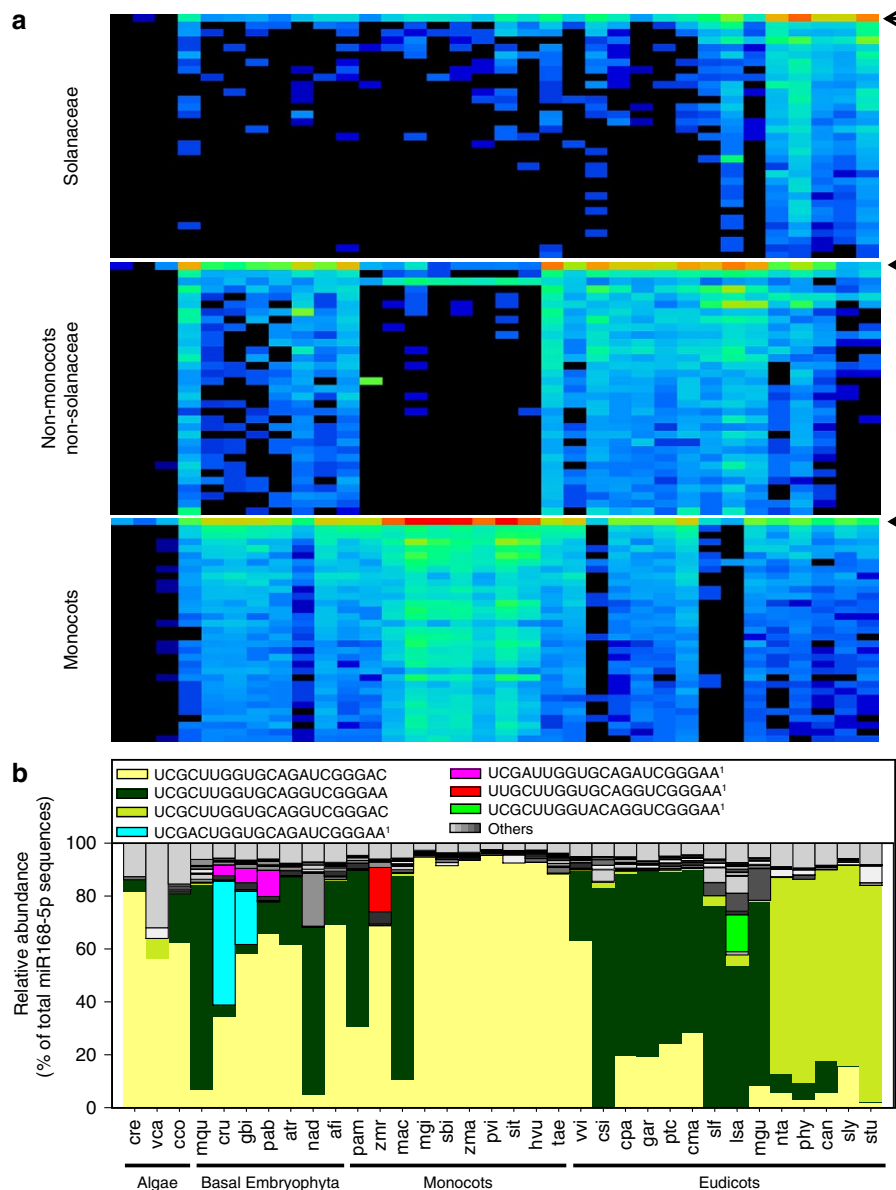 a
Solanaceae
Non-monocots
non-solanaceae
Monocots
b
UCGCUUGGUGCAGAUCGGGAC
UCGCUUGGUGCAGGUCGGGAA
UCGCUUGGUGCAGGUCGGGAC
UCGACUGGUGCAGAUCGGGAA¹
UCGAUUGGUGCAGAUCGGGAA¹
UUGCUUGGUGCAGGUCGGGAA¹
UCGCUUGGUACAGGUCGGGAA¹
Others
Relative abundance
(% of total miR168-5p sequences)
100
80
60
40
20
0
cre vca cco mqu cru gbi pab atr nad afi pam zmr mac mgi sbi zma pvi sit hvu tae vvi csi cpa gar ptc cma slf lsa mgu nta phy can sly stu
Algae Basal Embryophyta Monocots Eudicots